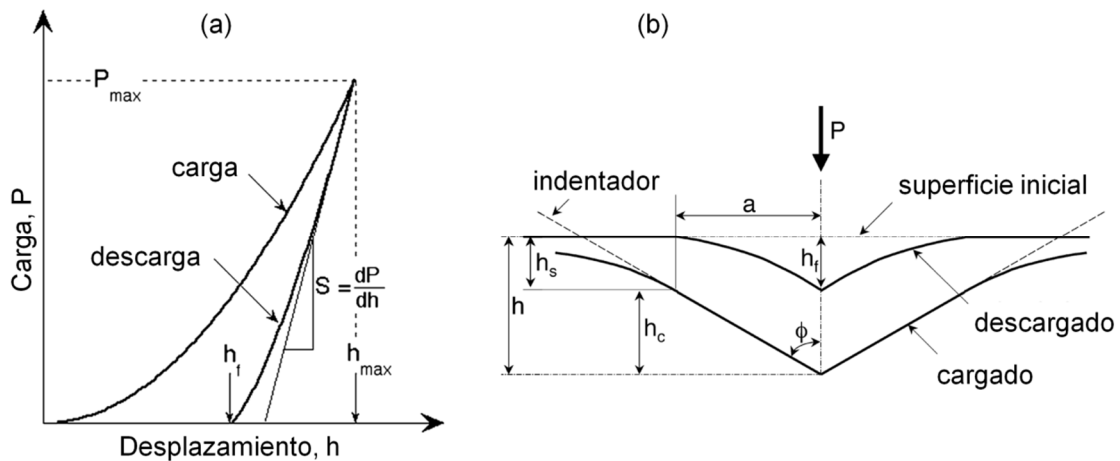 (a)
P max
carga
descarga
S = dP/dh
h f
h max
Carga, P
Desplazamiento, h
(b)
P
indentador
superficie inicial
a
h s
h f
h
h c
ϕ
descargado
cargado